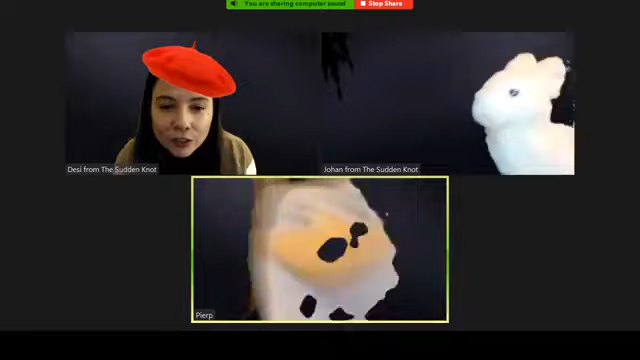 You are sharing computer sound
Stop Share
Desi from The Sudden Knot
Johan from The Sudden Knot
Pierp